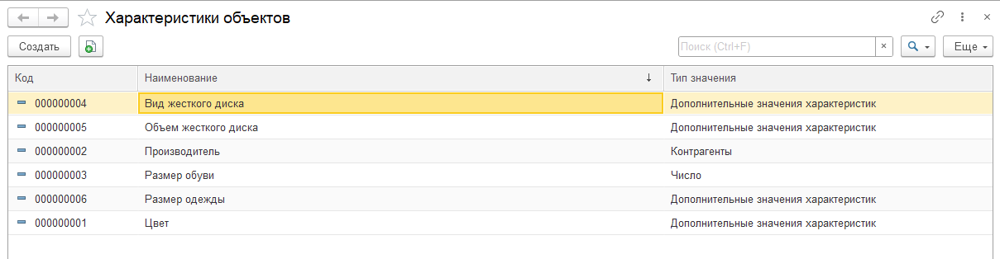 Характеристики объектов
Создать Поиск (Ctrl+F) × Еще
Код Наименование ↓ Тип значения
000000004 Вид жесткого диска Дополнительные значения характеристик
000000005 Объем жесткого диска Дополнительные значения характеристик
000000002 Производитель Контрагенты
000000003 Размер обуви Число
000000006 Размер одежды Дополнительные значения характеристик
000000001 Цвет Дополнительные значения характеристик